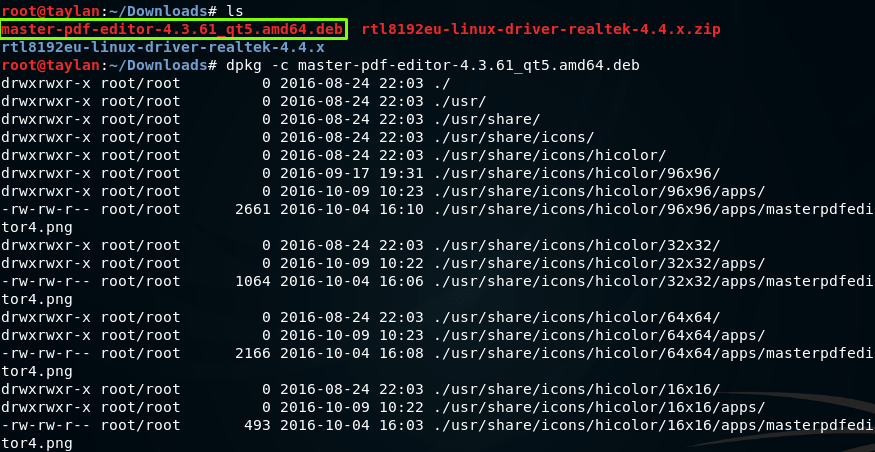 root@taylan:~/Downloads# ls
master-pdf-editor-4.3.61_qt5.amd64.deb  rtl8192eu-linux-driver-realtek-4.4.x.zip
rtl8192eu-linux-driver-realtek-4.4.x
root@taylan:~/Downloads# dpkg -c master-pdf-editor-4.3.61_qt5.amd64.deb
drwxrwxr-x root/root         0 2016-08-24 22:03 ./
drwxrwxr-x root/root         0 2016-08-24 22:03 ./usr/
drwxrwxr-x root/root         0 2016-08-24 22:03 ./usr/share/
drwxrwxr-x root/root         0 2016-08-24 22:03 ./usr/share/icons/
drwxrwxr-x root/root         0 2016-08-24 22:03 ./usr/share/icons/hicolor/
drwxrwxr-x root/root         0 2016-09-17 19:31 ./usr/share/icons/hicolor/96x96/
drwxrwxr-x root/root         0 2016-10-09 10:23 ./usr/share/icons/hicolor/96x96/apps/
-rw-rw-r-- root/root      2661 2016-10-04 16:10 ./usr/share/icons/hicolor/96x96/apps/masterpdfedi
tor4.png
drwxrwxr-x root/root         0 2016-08-24 22:03 ./usr/share/icons/hicolor/32x32/
drwxrwxr-x root/root         0 2016-10-09 10:22 ./usr/share/icons/hicolor/32x32/apps/
-rw-rw-r-- root/root      1064 2016-10-04 16:06 ./usr/share/icons/hicolor/32x32/apps/masterpdfedi
tor4.png
drwxrwxr-x root/root         0 2016-08-24 22:03 ./usr/share/icons/hicolor/64x64/
drwxrwxr-x root/root         0 2016-10-09 10:23 ./usr/share/icons/hicolor/64x64/apps/
-rw-rw-r-- root/root      2166 2016-10-04 16:08 ./usr/share/icons/hicolor/64x64/apps/masterpdfedi
tor4.png
drwxrwxr-x root/root         0 2016-08-24 22:03 ./usr/share/icons/hicolor/16x16/
drwxrwxr-x root/root         0 2016-10-09 10:22 ./usr/share/icons/hicolor/16x16/apps/
-rw-rw-r-- root/root       493 2016-10-04 16:03 ./usr/share/icons/hicolor/16x16/apps/masterpdfedi
tor4.png